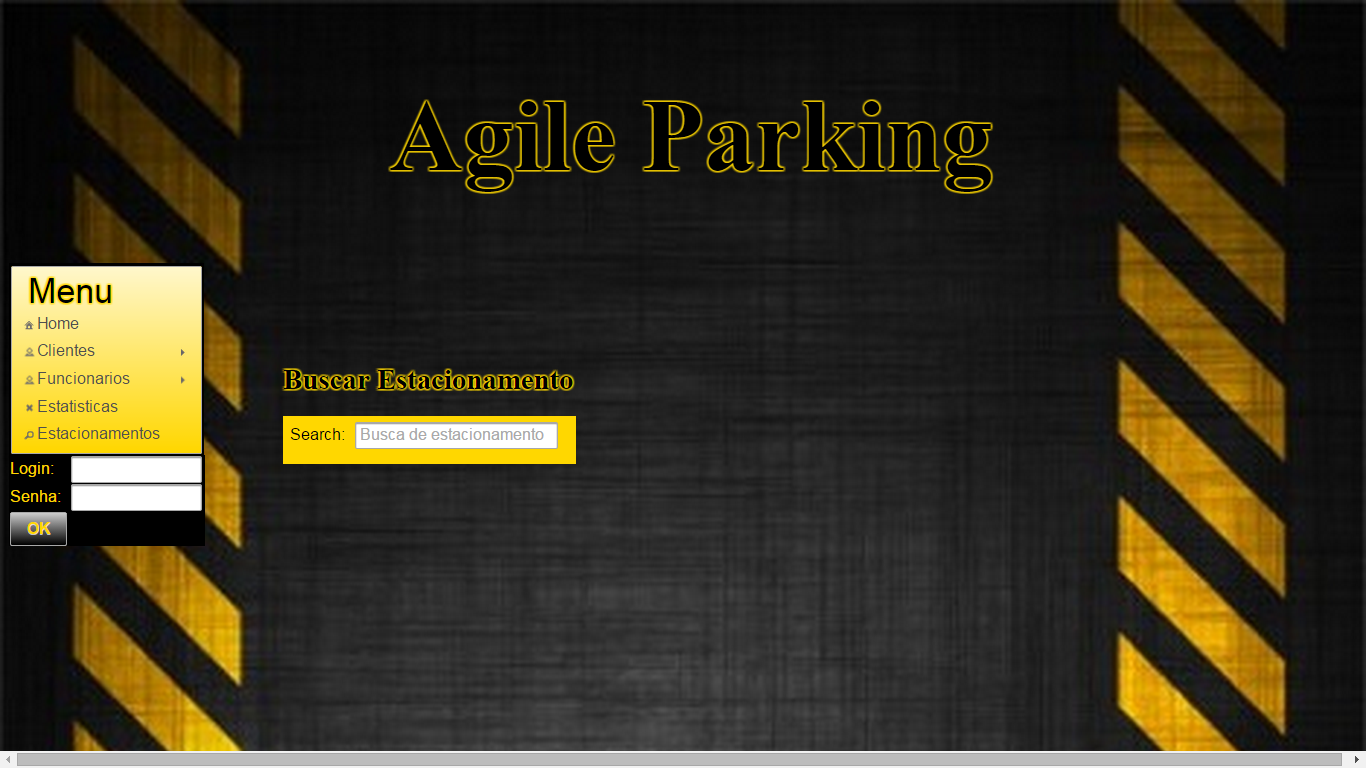 Agile Parking
Menu
Home
Clientes
Funcionarios
Estatisticas
Estacionamentos
Login:
Senha:
OK
Buscar Estacionamento
Search: Busca de estacionamento